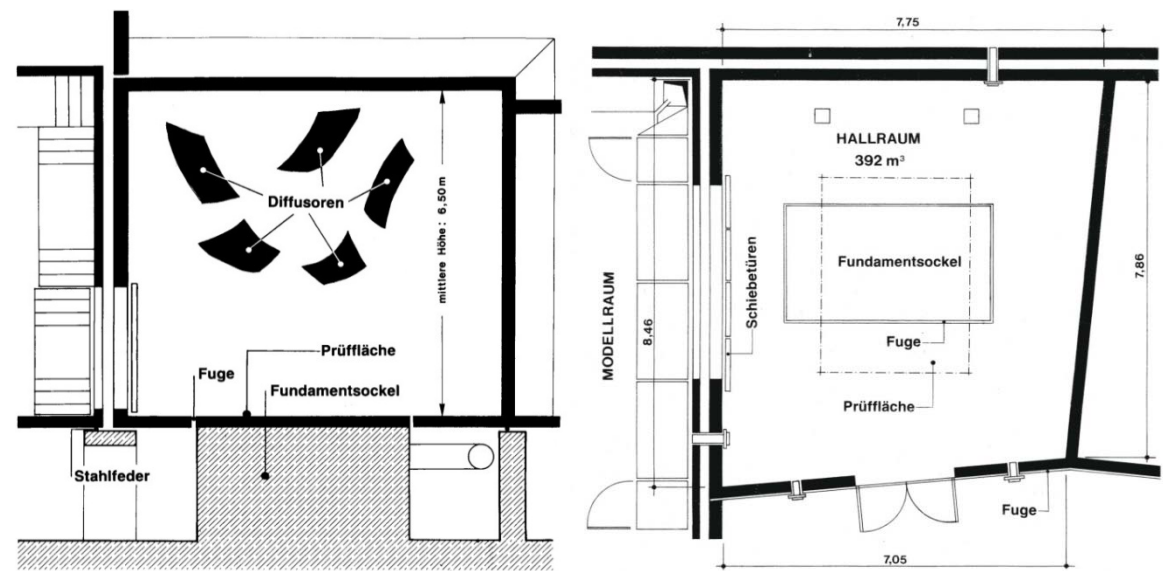 Diffusoren
mittlere Höhe: 6,50 m
Prüffläche
Fuge
Fundamentsockel
Stahlfeder
7,75
HALLRAUM
392 m³
Fundamentsockel
Schiebetüren
MODELLRAUM
8,46
7,86
Fuge
Prüffläche
Fuge
7,05